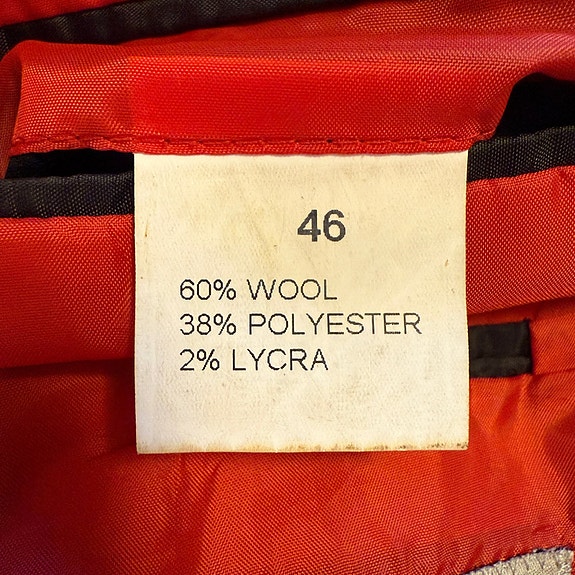 46
60% WOOL
38% POLYESTER
2% LYCRA